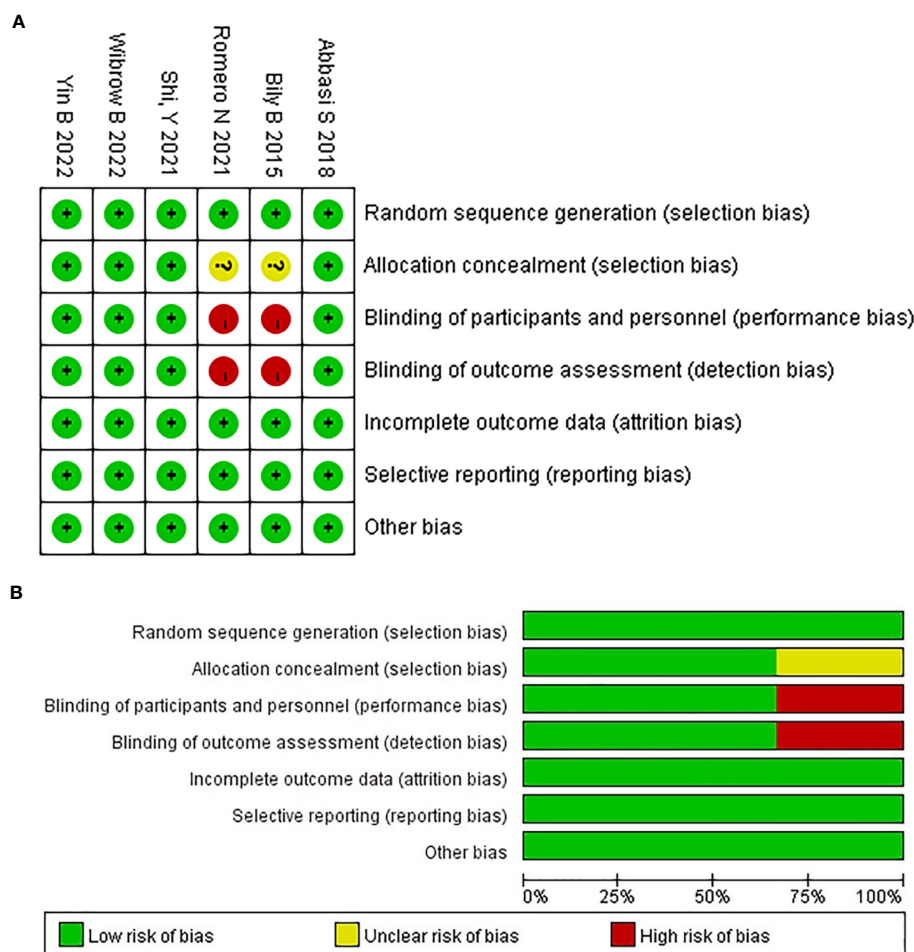 A
Yin B 2022
Wibrow B 2022
Shi, Y 2021
Romero N 2021
Bily B 2015
Abbasi S 2018
+ + + + + + Random sequence generation (selection bias)
+ + + ? ? + Allocation concealment (selection bias)
+ + + - - + Blinding of participants and personnel (performance bias)
+ + + - - + Blinding of outcome assessment (detection bias)
+ + + + + + Incomplete outcome data (attrition bias)
+ + + + + + Selective reporting (reporting bias)
+ + + + + + Other bias
B
Random sequence generation (selection bias)
Allocation concealment (selection bias)
Blinding of participants and personnel (performance bias)
Blinding of outcome assessment (detection bias)
Incomplete outcome data (attrition bias)
Selective reporting (reporting bias)
Other bias
0% 25% 50% 75% 100%
Low risk of bias Unclear risk of bias High risk of bias